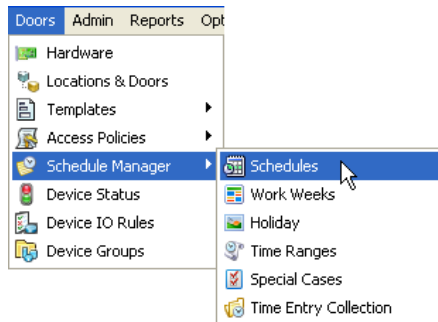 Doors Admin Reports Opt
Hardware
Locations & Doors
Templates
Access Policies
Schedule Manager
Device Status
Device IO Rules
Device Groups
Schedules
Work Weeks
Holiday
Time Ranges
Special Cases
Time Entry Collection